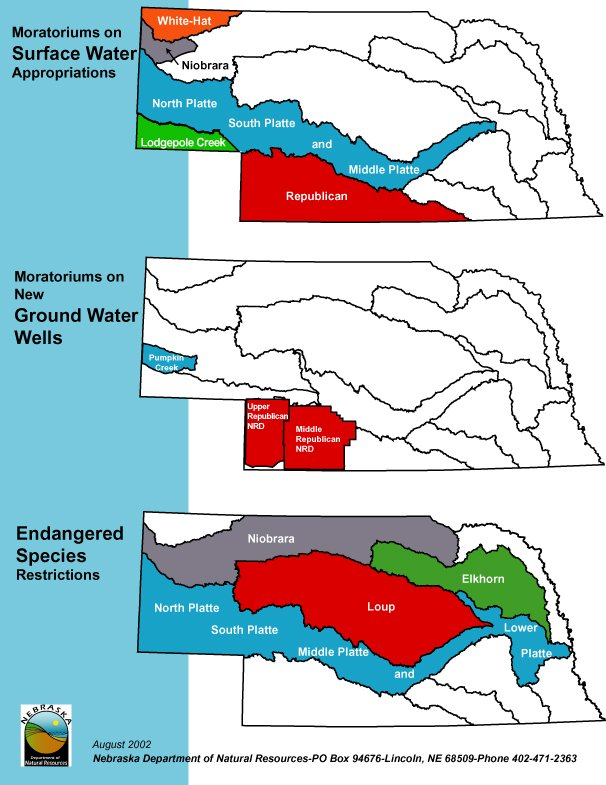 Moratoriums on
Surface Water
Appropriations
White-Hat
Niobrara
North Platte
South Platte
and
Middle Platte
Lodgepole Creek
Republican
Moratoriums on
New
Ground Water
Wells
Pumpkin
Creek
Upper
Republican
NRD
Middle
Republican
NRD
Endangered
Species
Restrictions
Niobrara
Elkhorn
Loup
North Platte
South Platte
Middle Platte
and
Lower
Platte
NEBRASKA
Department of
Natural Resources
August 2002
Nebraska Department of Natural Resources-PO Box 94676-Lincoln, NE 68509-Phone 402-471-2363